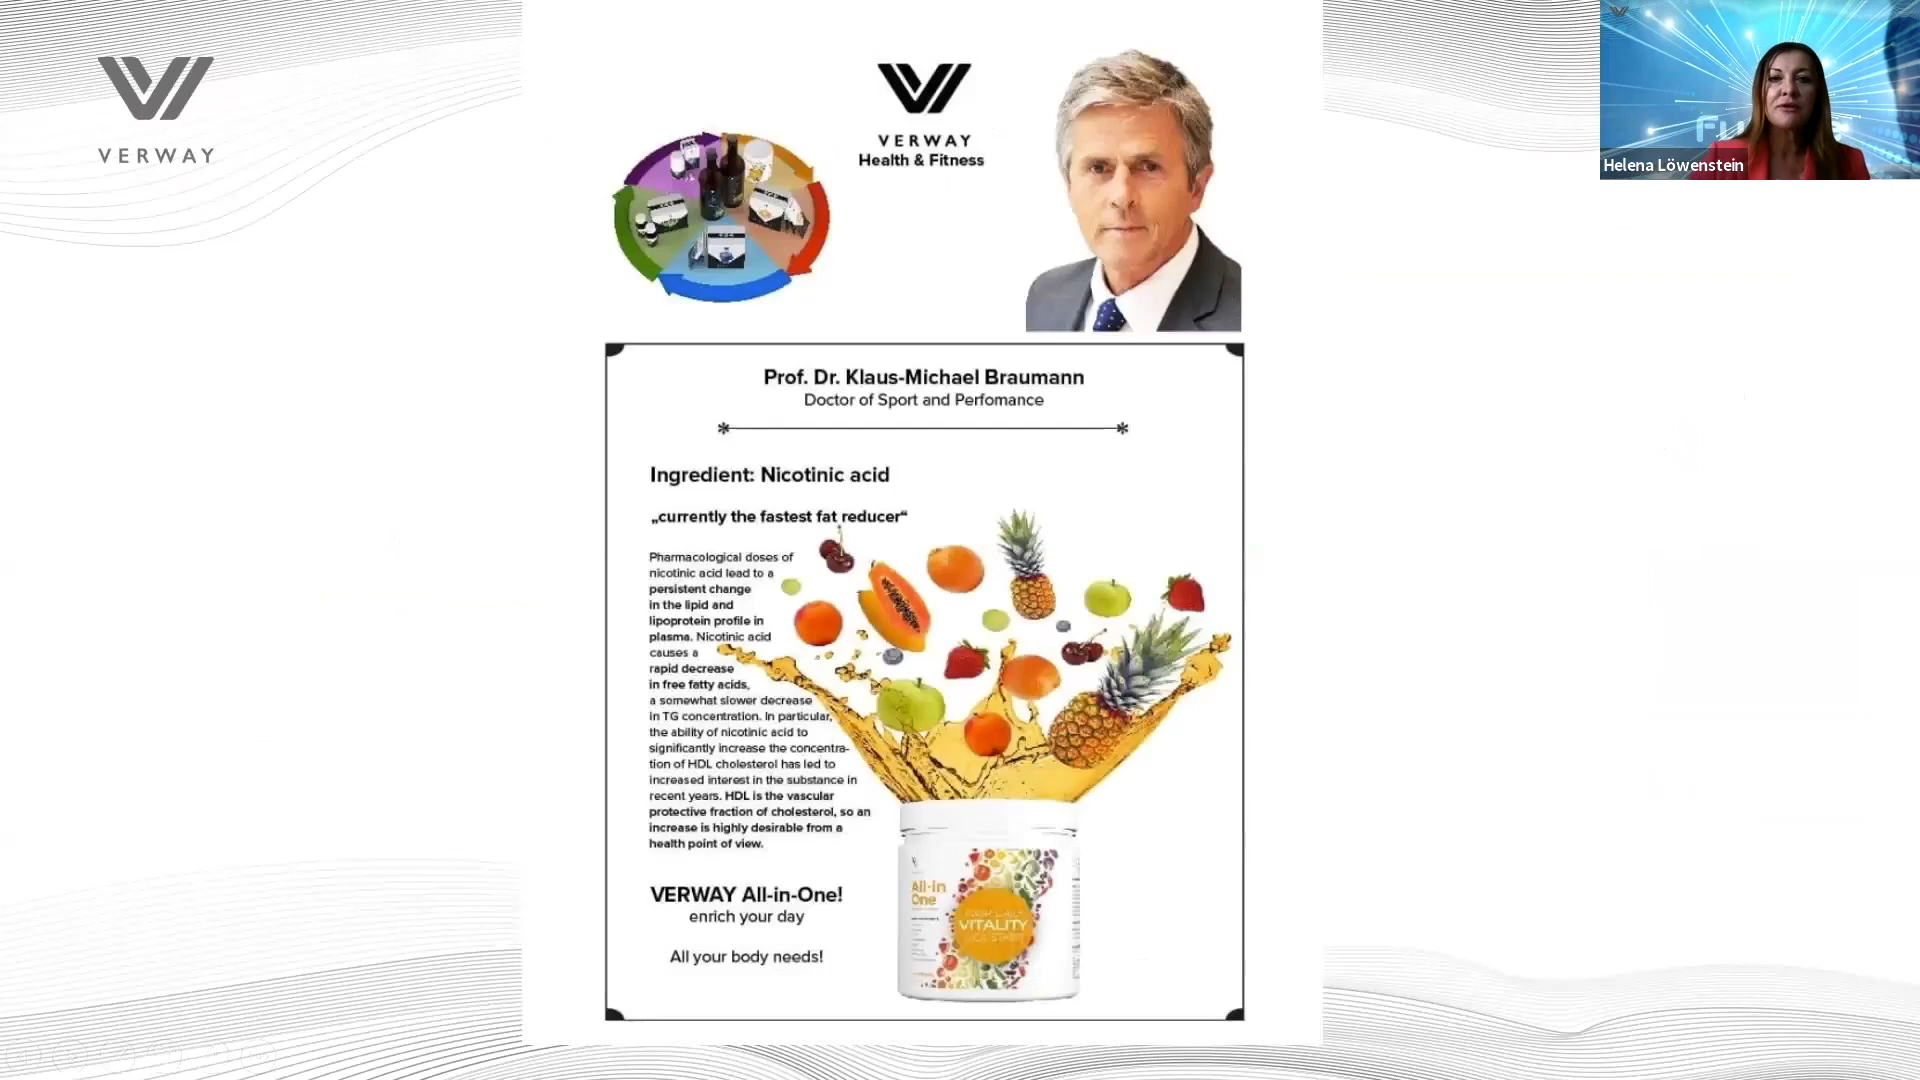 VERWAY
VERWAY
Health & Fitness
Helena Löwenstein
Prof. Dr. Klaus-Michael Braumann
Doctor of Sport and Perfomance
Ingredient: Nicotinic acid
„currently the fastest fat reducer“
Pharmacological doses of
nicotinic acid lead to a
persistent change
in the lipid and
lipoprotein profile in
plasma. Nicotinic acid
causes a
rapid decrease
in free fatty acids,
a somewhat slower decrease
in TG concentration. In particular,
the ability of nicotinic acid to
significantly increase the concentra-
tion of HDL cholesterol has led to
increased interest in the substance in
recent years. HDL is the vascular
protective fraction of cholesterol, so an
increase is highly desirable from a
health point of view.
VERWAY All-in-One!
enrich your day
All your body needs!
All-in
One
VITALITY